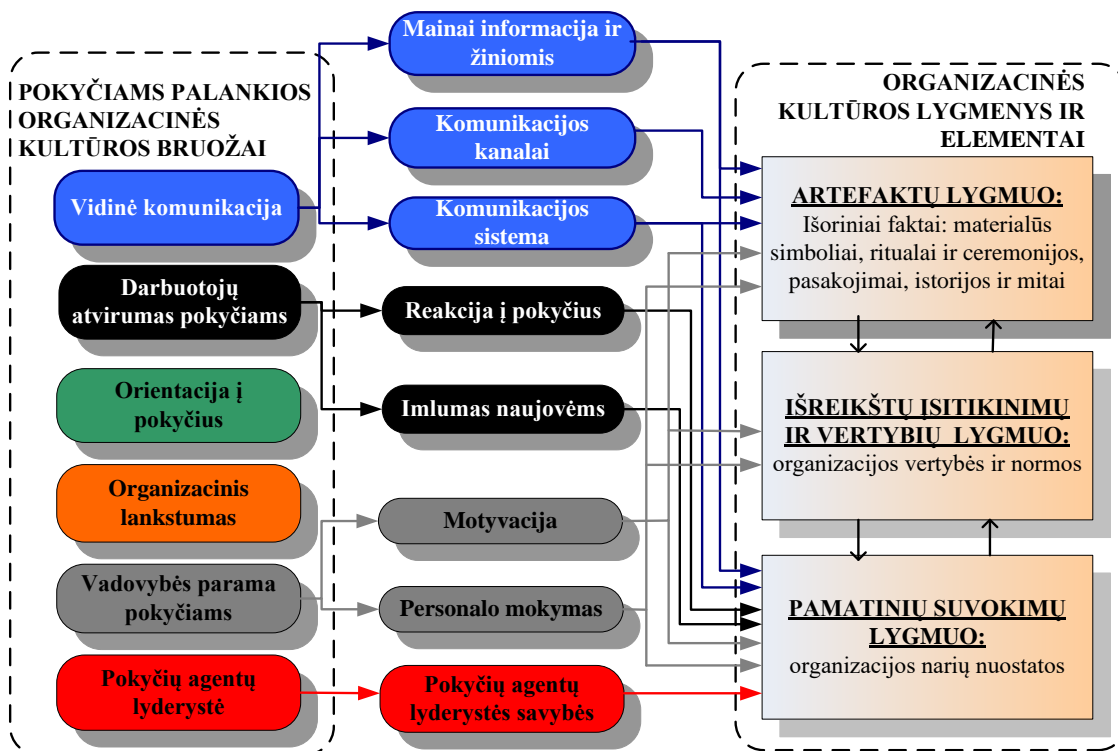 POKYČIAMS PALANKIOS
ORGANIZACINĖS
KULTŪROS BRUOŽAI
Vidinė komunikacija
Darbuotojų
atvirumas pokyčiams
Orientacija į
pokyčius
Organizacinis
lankstumas
Vadovybės parama
pokyčiams
Pokyčių agentų
lyderystė
Mainai informacija ir
žiniomis
Komunikacijos
kanalai
Komunikacijos
sistema
Reakcija į pokyčius
Imlumas naujovėms
Motyvacija
Personalo mokymas
Pokyčių agentų
lyderystės savybės
ORGANIZACINĖS
KULTŪROS LYGMENYS IR
ELEMENTAI
ARTEFAKTŲ LYGMUO:
Išoriniai faktai: materialūs
simboliai, ritualai ir ceremonijos,
pasakojimai, istorijos ir mitai
IŠREIKŠTŲ ĮSITIKINIMŲ
IR VERTYBIŲ LYGMUO:
organizacijos vertybės ir normos
PAMATINIŲ SUVOKIMŲ
LYGMUO:
organizacijos narių nuostatos